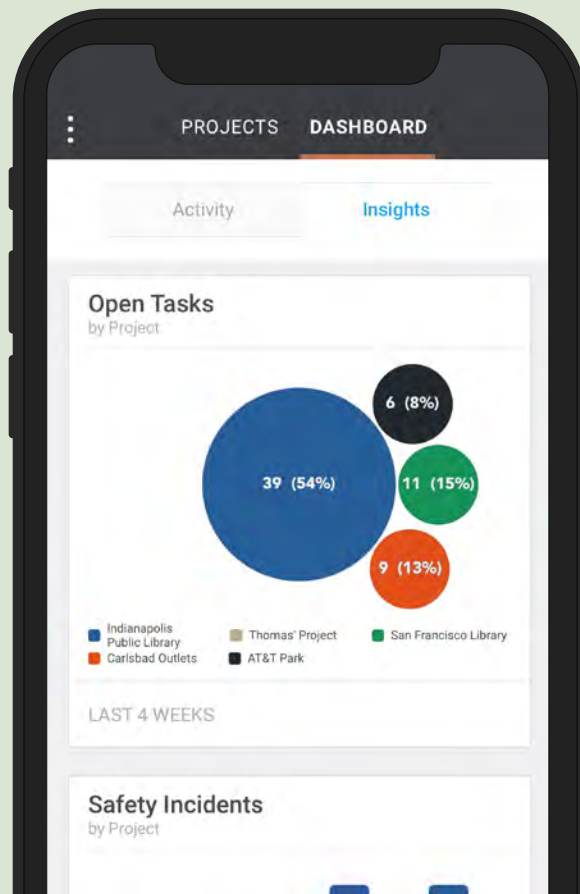 PROJECTS DASHBOARD
Activity Insights
Open Tasks
by Project
6 (8%)
39 (54%)
11 (15%)
9 (13%)
Indianapolis
Public Library
Thomas' Project
San Francisco Library
Carlsbad Outlets
AT&T Park
LAST 4 WEEKS
Safety Incidents
by Project